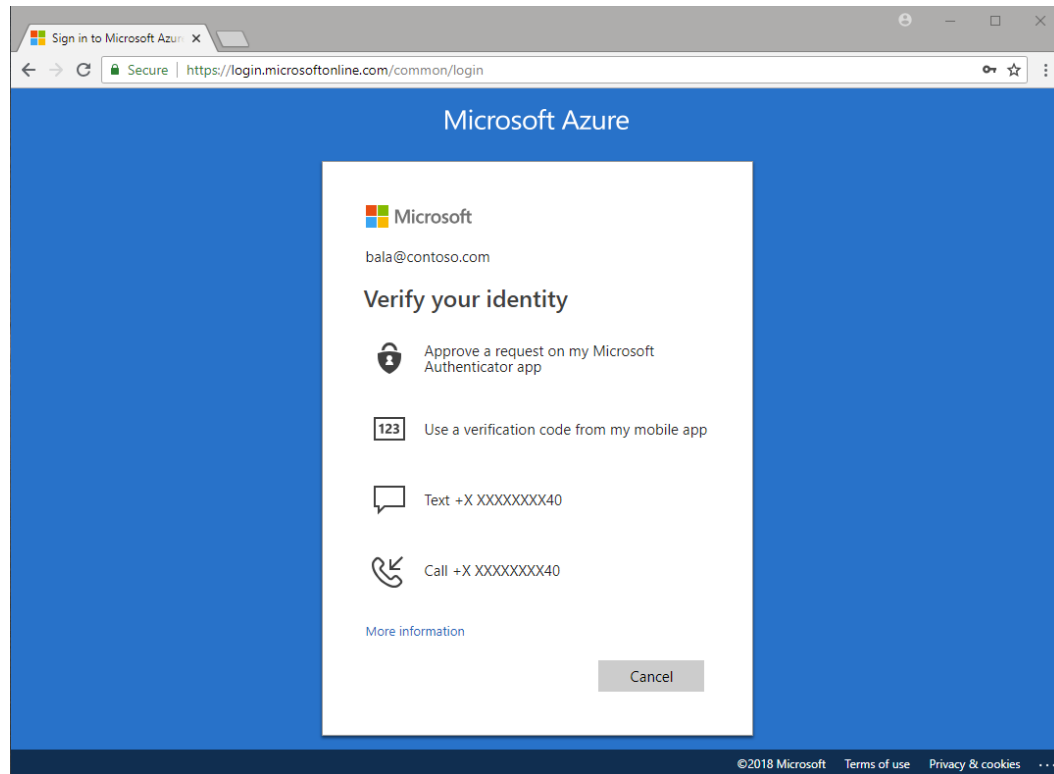 Sign in to Microsoft Azur
Secure | https://login.microsoftonline.com/common/login
Microsoft Azure
Microsoft
bala@contoso.com
Verify your identity
Approve a request on my Microsoft
Authenticator app
123 Use a verification code from my mobile app
Text +X XXXXXXXX40
Call +X XXXXXXXX40
More information
Cancel
©2018 Microsoft Terms of use Privacy & cookies ...